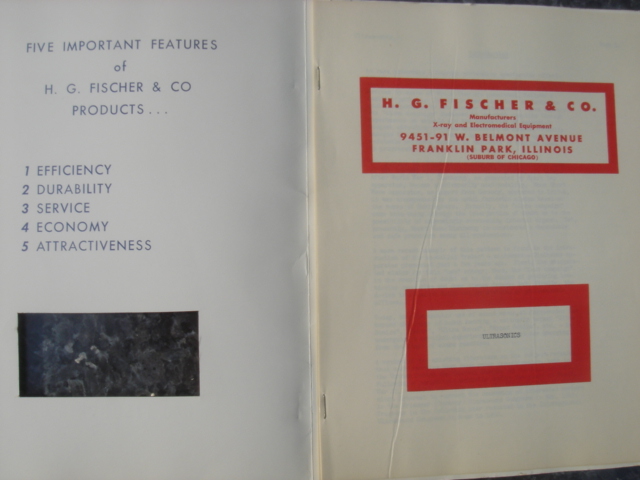 FIVE IMPORTANT FEATURES
of
H. G. FISCHER & CO
PRODUCTS . . .
1 EFFICIENCY
2 DURABILITY
3 SERVICE
4 ECONOMY
5 ATTRACTIVENESS
H. G. FISCHER & CO.
Manufacturers
X-ray and Electromedical Equipment
9451-91 W. BELMONT AVENUE
FRANKLIN PARK, ILLINOIS
(SUBURB OF CHICAGO)
ULTRASONICS